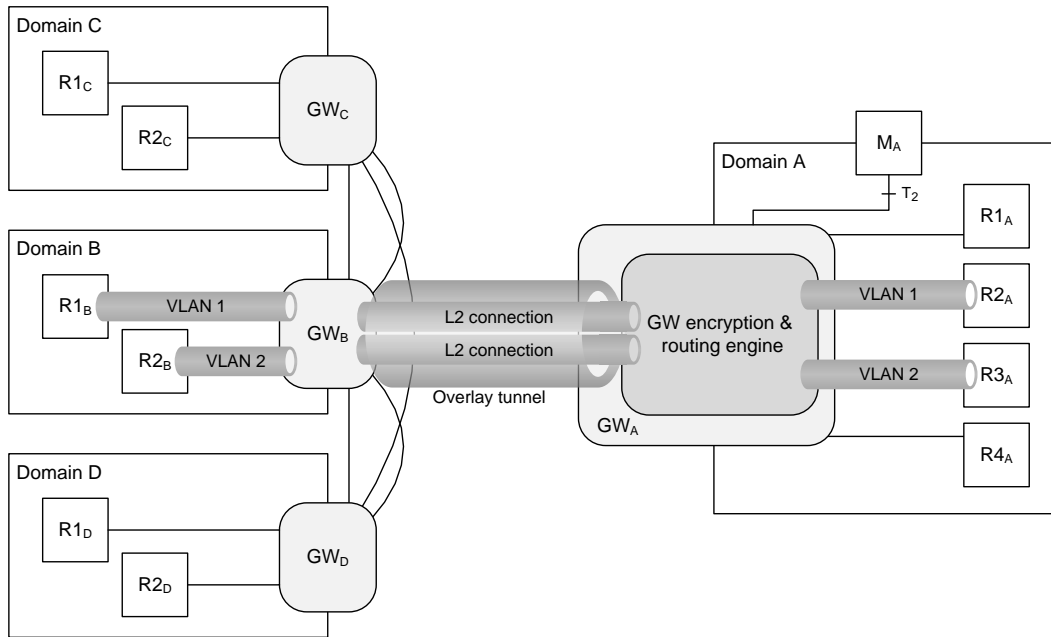 Domain C
R1C
R2C
GWC
Domain B
R1B
VLAN 1
R2B
VLAN 2
GWB
L2 connection
L2 connection
Overlay tunnel
Domain D
R1D
R2D
GWD
Domain A
MA
T2
GW encryption &
routing engine
GWA
VLAN 1
VLAN 2
R1A
R2A
R3A
R4A